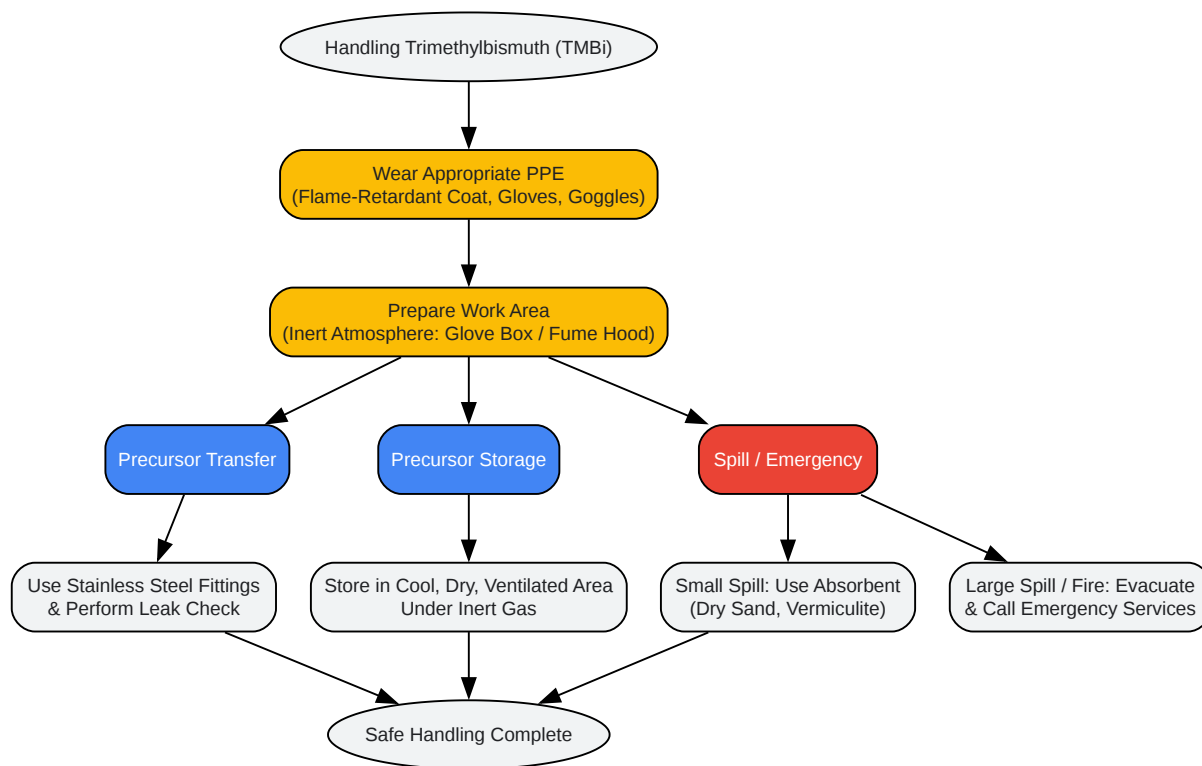 Handling Trimethylbismuth (TMBi)
Wear Appropriate PPE
(Flame-Retardant Coat, Gloves, Goggles)
Prepare Work Area
(Inert Atmosphere: Glove Box / Fume Hood)
Precursor Transfer
Precursor Storage
Spill / Emergency
Use Stainless Steel Fittings
& Perform Leak Check
Store in Cool, Dry, Ventilated Area
Under Inert Gas
Small Spill: Use Absorbent
(Dry Sand, Vermiculite)
Large Spill / Fire: Evacuate
& Call Emergency Services
Safe Handling Complete